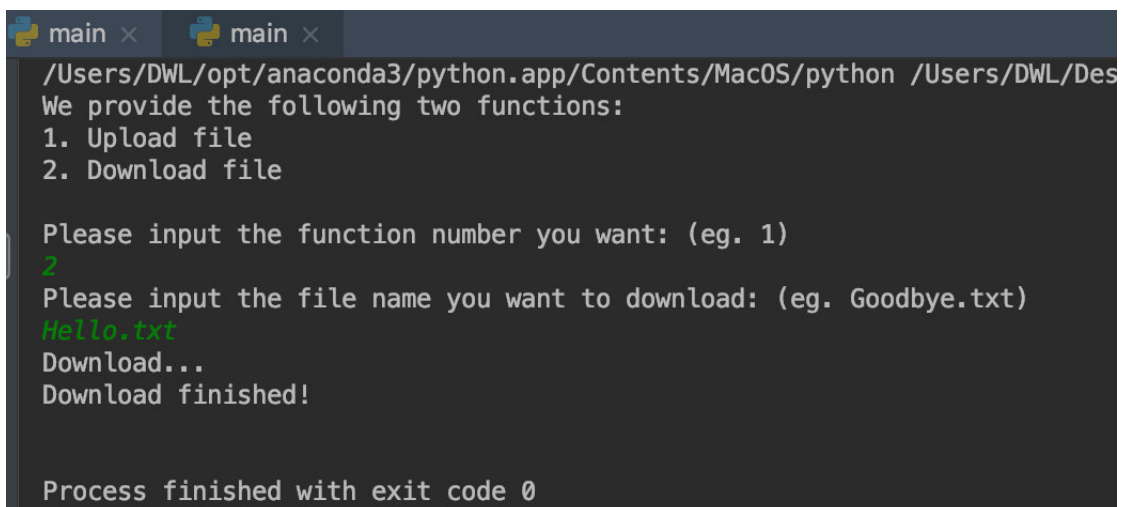 main × main ×
/Users/DWL/opt/anaconda3/python.app/Contents/MacOS/python /Users/DWL/Des
We provide the following two functions:
1. Upload file
2. Download file
Please input the function number you want: (eg. 1)
2
Please input the file name you want to download: (eg. Goodbye.txt)
Hello.txt
Download...
Download finished!
Process finished with exit code 0